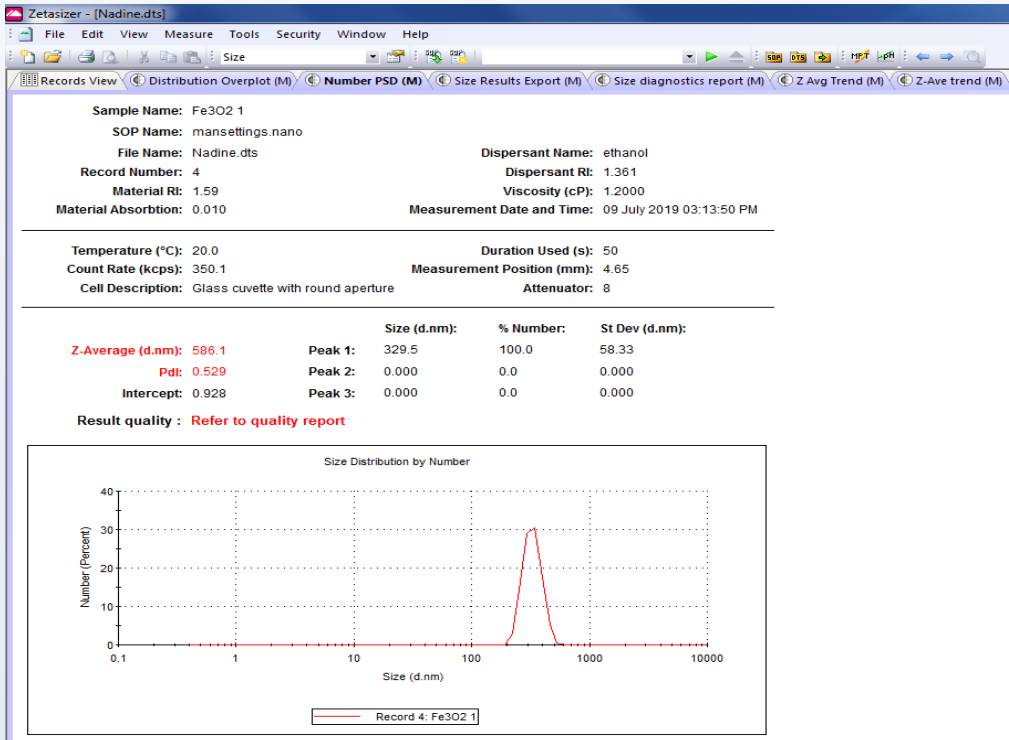 Zetasizer - [Nadine.dts]
File Edit View Measure Tools Security Window Help
Size
Records View Distribution Overplot (M) Number PSD (M) Size Results Export (M) Size diagnostics report (M) Z Avg Trend (M) Z-Ave trend (M)
Sample Name: Fe3O2 1
SOP Name: mansettings.nano
File Name: Nadine.dts Dispersant Name: ethanol
Record Number: 4 Dispersant RI: 1.361
Material RI: 1.59 Viscosity (cP): 1.2000
Material Absorbtion: 0.010 Measurement Date and Time: 09 July 2019 03:13:50 PM
Temperature (°C): 20.0 Duration Used (s): 50
Count Rate (kcps): 350.1 Measurement Position (mm): 4.65
Cell Description: Glass cuvette with round aperture Attenuator: 8
Size (d.nm): % Number: St Dev (d.nm):
Z-Average (d.nm): 586.1 Peak 1: 329.5 100.0 58.33
PdI: 0.529 Peak 2: 0.000 0.0 0.000
Intercept: 0.928 Peak 3: 0.000 0.0 0.000
Result quality : Refer to quality report
Size Distribution by Number
Number (Percent)
40
30
20
10
0
0.1 1 10 100 1000 10000
Size (d.nm)
Record 4: Fe3O2 1